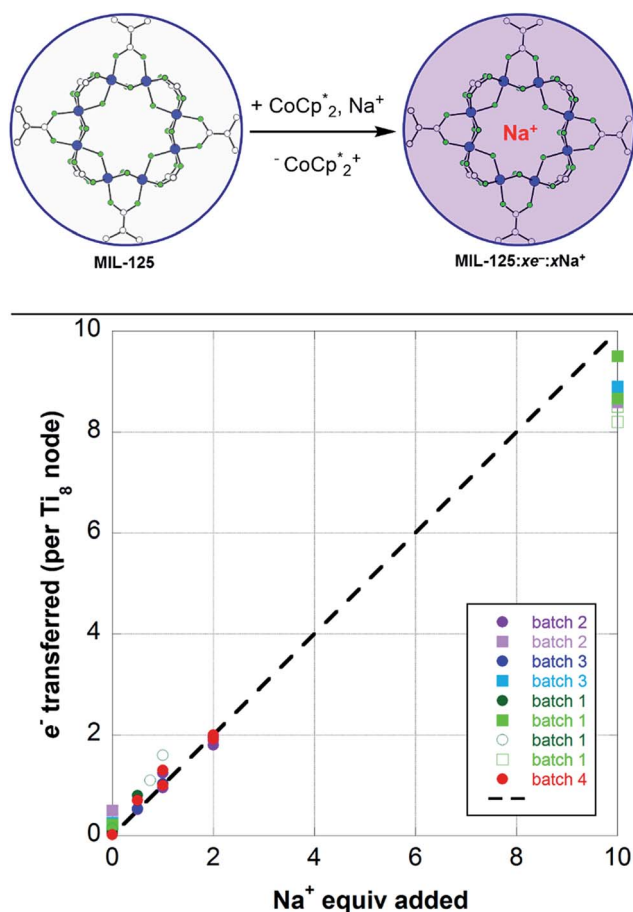 + CoCp*2, Na+
- CoCp*2+
Na+
MIL-125
MIL-125:xe−:xNa+
10
8
6
4
2
0
e- transferred (per Ti8 node)
batch 2
batch 2
batch 3
batch 3
batch 1
batch 1
batch 1
batch 1
batch 4
0 2 4 6 8 10
Na+ equiv added